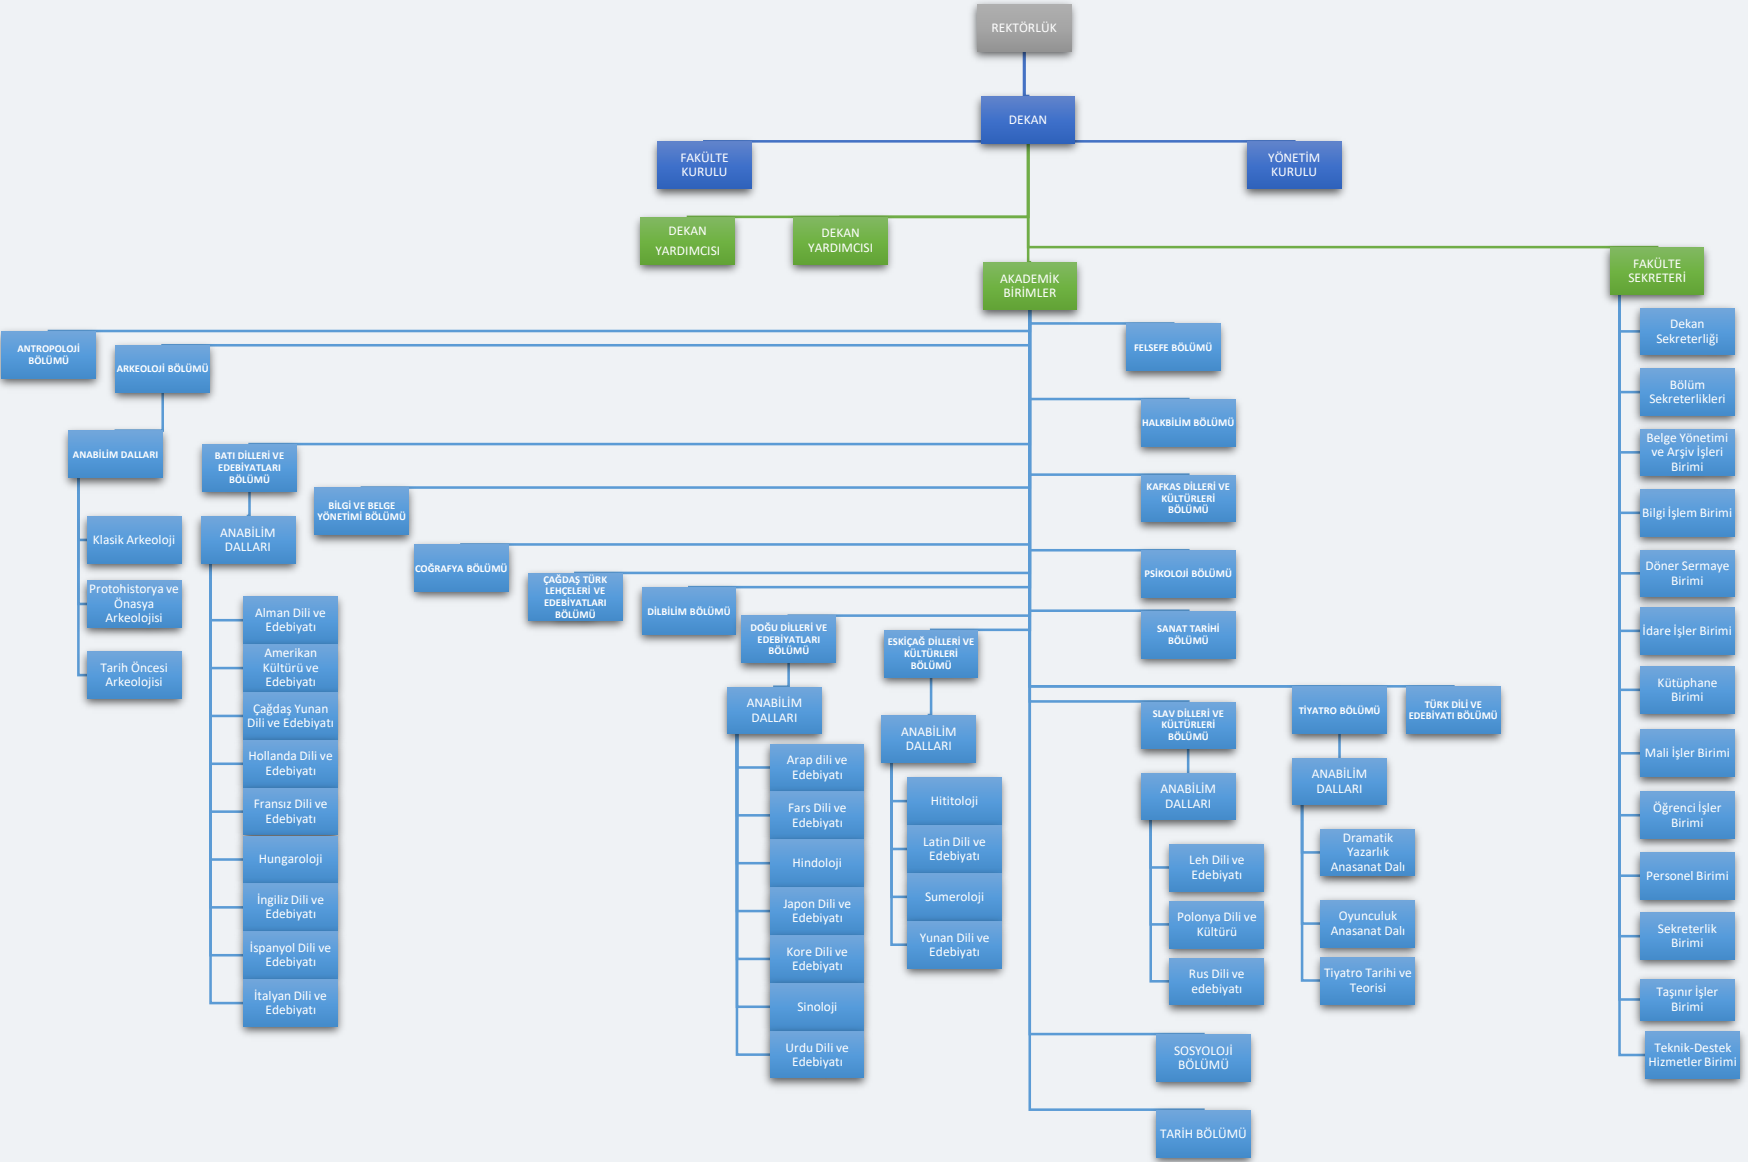 REKTÖRLÜK
DEKAN
FAKÜLTE
KURULU
YÖNETİM
KURULU
DEKAN
YARDIMCISI
DEKAN
YARDIMCISI
AKADEMİK
BİRİMLER
FAKÜLTE
SEKRETERİ
ANTROPOLOJİ
BÖLÜMÜ
ARKEOLOJİ BÖLÜMÜ
ANABİLİM DALLARI
Klasik Arkeoloji
Protohistorya ve
Önasya
Arkeolojisi
Tarih Öncesi
Arkeolojisi
BATI DİLLERİ VE
EDEBİYATLARI
BÖLÜMÜ
ANABİLİM
DALLARI
Alman Dili ve
Edebiyatı
Amerikan
Kültürü ve
Edebiyatı
Çağdaş Yunan
Dili ve Edebiyatı
Hollanda Dili ve
Edebiyatı
Fransız Dili ve
Edebiyatı
Hungaroloji
İngiliz Dili ve
Edebiyatı
İspanyol Dili ve
Edebiyatı
İtalyan Dili ve
Edebiyatı
BİLGİ VE BELGE
YÖNETİMİ BÖLÜMÜ
COĞRAFYA BÖLÜMÜ
ÇAĞDAŞ TÜRK
LEHÇELERİ VE
EDEBİYATLARI
BÖLÜMÜ
DİLBİLİM BÖLÜMÜ
DOĞU DİLLERİ VE
EDEBİYATLARI
BÖLÜMÜ
ANABİLİM
DALLARI
Arap dili ve
Edebiyatı
Fars Dili ve
Edebiyatı
Hindoloji
Japon Dili ve
Edebiyatı
Kore Dili ve
Edebiyatı
Sinoloji
Urdu Dili ve
Edebiyatı
ESKİÇAĞ DİLLERİ VE
KÜLTÜRLERİ
BÖLÜMÜ
ANABİLİM
DALLARI
Hititoloji
Latin Dili ve
Edebiyatı
Sumeroloji
Yunan Dili ve
Edebiyatı
FELSEFE BÖLÜMÜ
HALKBİLİM BÖLÜMÜ
KAFKAS DİLLERİ VE
KÜLTÜRLERİ
BÖLÜMÜ
PSİKOLOJİ BÖLÜMÜ
SANAT TARİHİ
BÖLÜMÜ
SLAV DİLLERİ VE
KÜLTÜRLERİ
BÖLÜMÜ
ANABİLİM
DALLARI
Leh Dili ve
Edebiyatı
Polonya Dili ve
Kültürü
Rus Dili ve
edebiyatı
TİYATRO BÖLÜMÜ
ANABİLİM
DALLARI
Dramatik
Yazarlık
Anasanat Dalı
Oyunculuk
Anasanat Dalı
Tiyatro Tarihi ve
Teorisi
TÜRK DİLİ VE
EDEBİYATI BÖLÜMÜ
SOSYOLOJİ
BÖLÜMÜ
TARİH BÖLÜMÜ
Dekan
Sekreterliği
Bölüm
Sekreterlikleri
Belge Yönetimi
ve Arşiv İşleri
Birimi
Bilgi İşlem Birimi
Döner Sermaye
Birimi
İdare İşler Birimi
Kütüphane
Birimi
Mali İşler Birimi
Öğrenci İşler
Birimi
Personel Birimi
Sekreterlik
Birimi
Taşınır İşler
Birimi
Teknik-Destek
Hizmetler Birimi